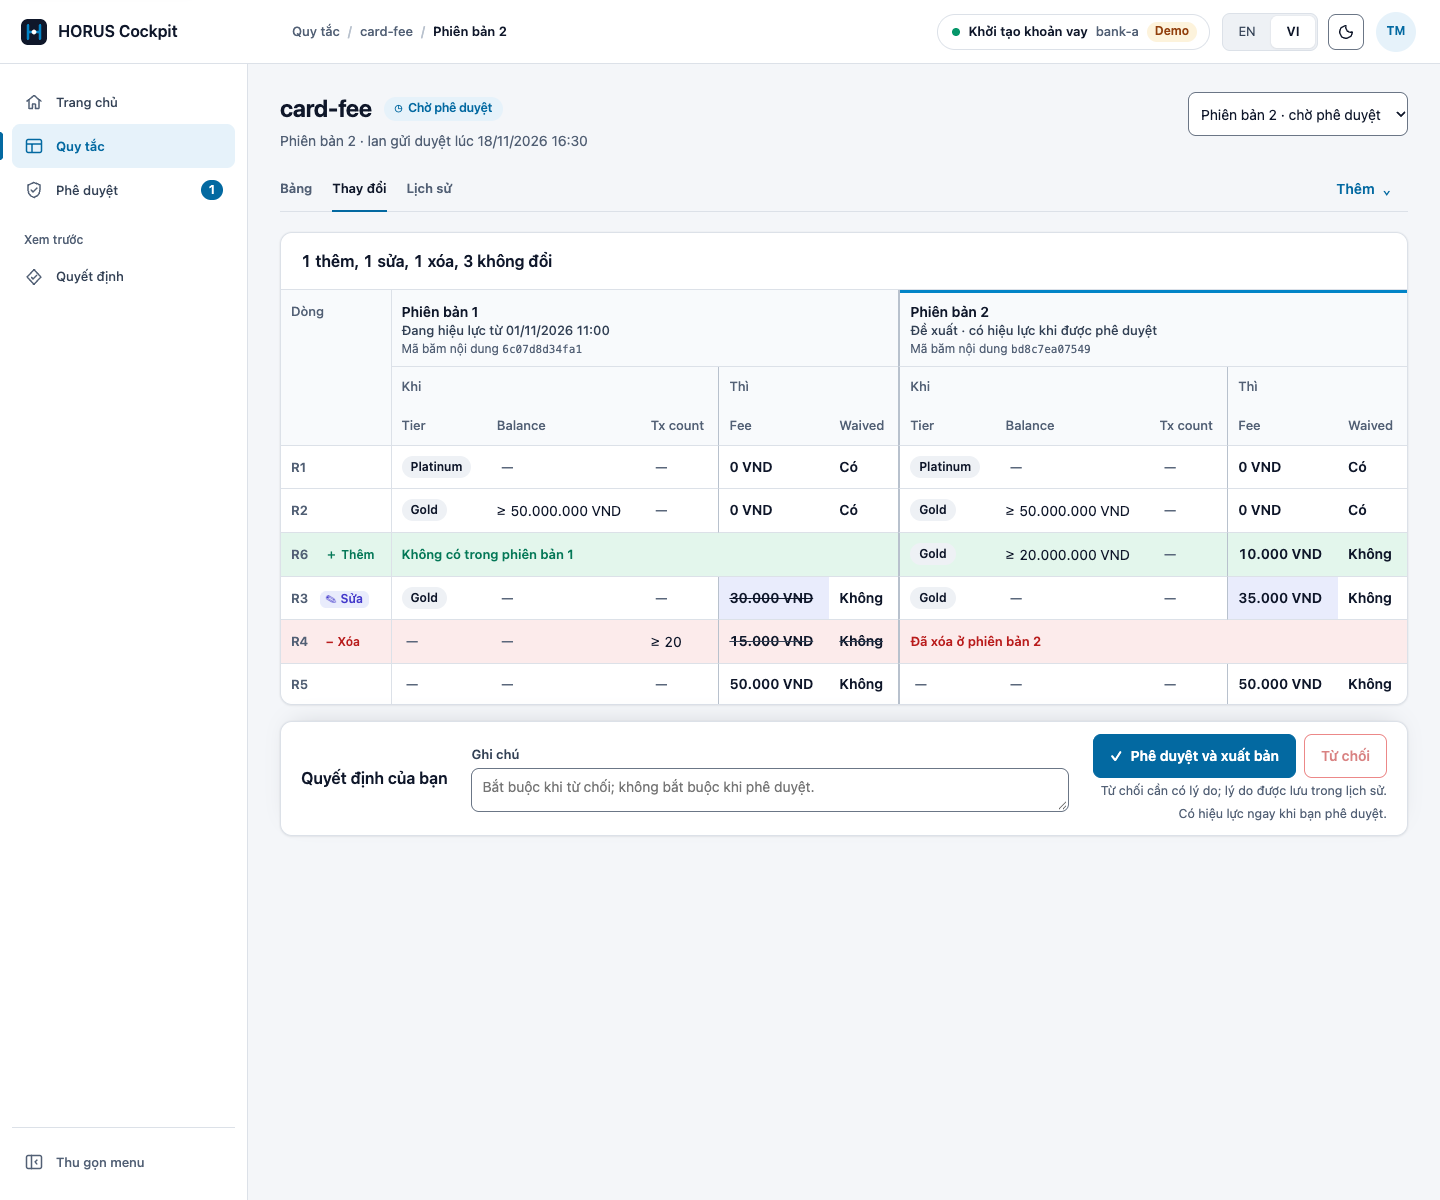 HORUS Cockpit
Quy tắc / card-fee / Phiên bản 2
Khởi tạo khoản vay bank-a Demo
EN VI
TM
Trang chủ
Quy tắc
Phê duyệt 1
Xem trước
Quyết định
Thu gọn menu
card-fee
Chờ phê duyệt
Phiên bản 2 · lan gửi duyệt lúc 18/11/2026 16:30
Phiên bản 2 · chờ phê duyệt
Bảng Thay đổi Lịch sử
Thêm
1 thêm, 1 sửa, 1 xóa, 3 không đổi
Dòng
Phiên bản 1
Đang hiệu lực từ 01/11/2026 11:00
Mã băm nội dung 6c07d8d34fa1
Phiên bản 2
Đề xuất · có hiệu lực khi được phê duyệt
Mã băm nội dung bd8c7ea07549
Khi Thì Khi Thì
Tier Balance Tx count Fee Waived Tier Balance Tx count Fee Waived
R1 Platinum — — 0 VND Có Platinum — — 0 VND Có
R2 Gold ≥ 50.000.000 VND — 0 VND Có Gold ≥ 50.000.000 VND — 0 VND Có
R6 + Thêm Không có trong phiên bản 1 Gold ≥ 20.000.000 VND — 10.000 VND Không
R3 ✎ Sửa Gold — — 30.000 VND Không Gold — — 35.000 VND Không
R4 − Xóa — — ≥ 20 15.000 VND Không Đã xóa ở phiên bản 2
R5 — — — 50.000 VND Không — — — 50.000 VND Không
Quyết định của bạn
Ghi chú
Bắt buộc khi từ chối; không bắt buộc khi phê duyệt.
✓ Phê duyệt và xuất bản
Từ chối
Từ chối cần có lý do; lý do được lưu trong lịch sử.
Có hiệu lực ngay khi bạn phê duyệt.